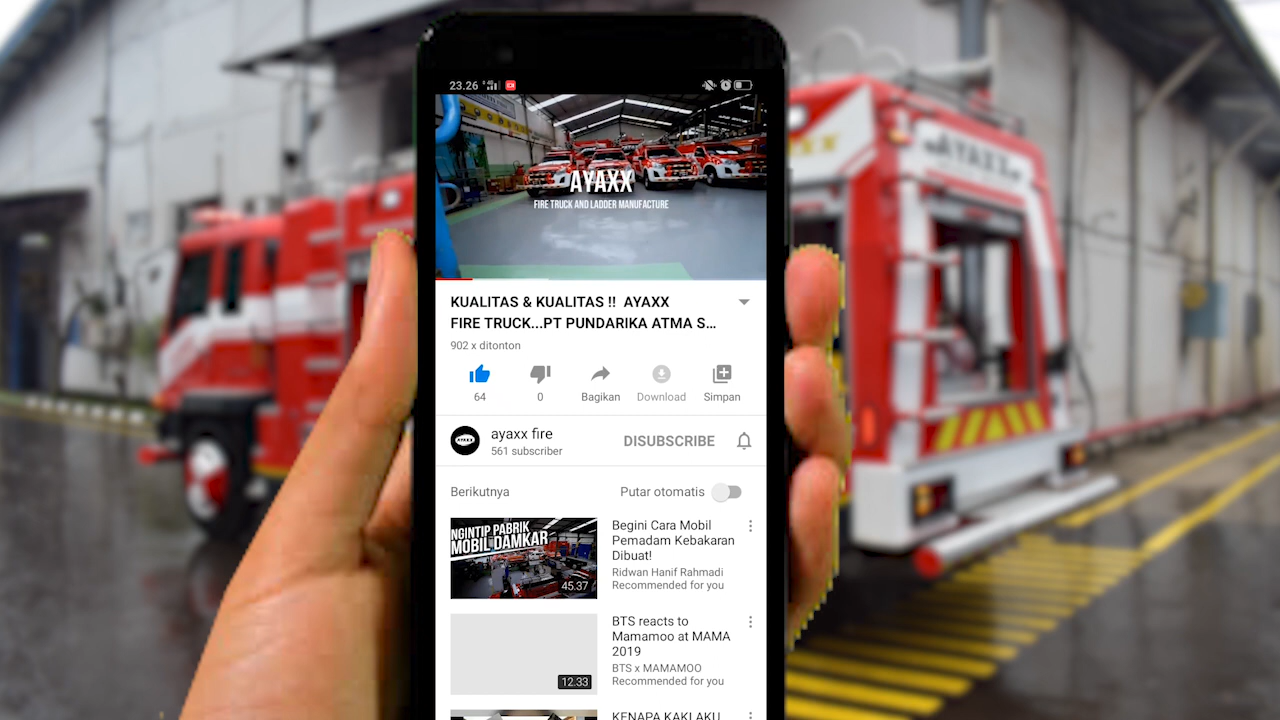 23.26
AYAXX
FIRE TRUCK AND LADDER MANUFACTURE
KUALITAS & KUALITAS !! AYAXX
FIRE TRUCK...PT PUNDARIKA ATMA S...
902 x ditonton
64
0
Bagikan
Download
Simpan
AYAXX
ayaxx fire
561 subscriber
DISUBSCRIBE
Berikutnya
Putar otomatis
NGINTIP PABRIK
MOBIL DAMKAR
45.37
Begini Cara Mobil
Pemadam Kebakaran
Dibuat!
Ridwan Hanif Rahmadi
Recommended for you
12.33
BTS reacts to
Mamamoo at MAMA
2019
BTS x MAMAMOO
Recommended for you
KENAPA KAKI AKU
AYAXX